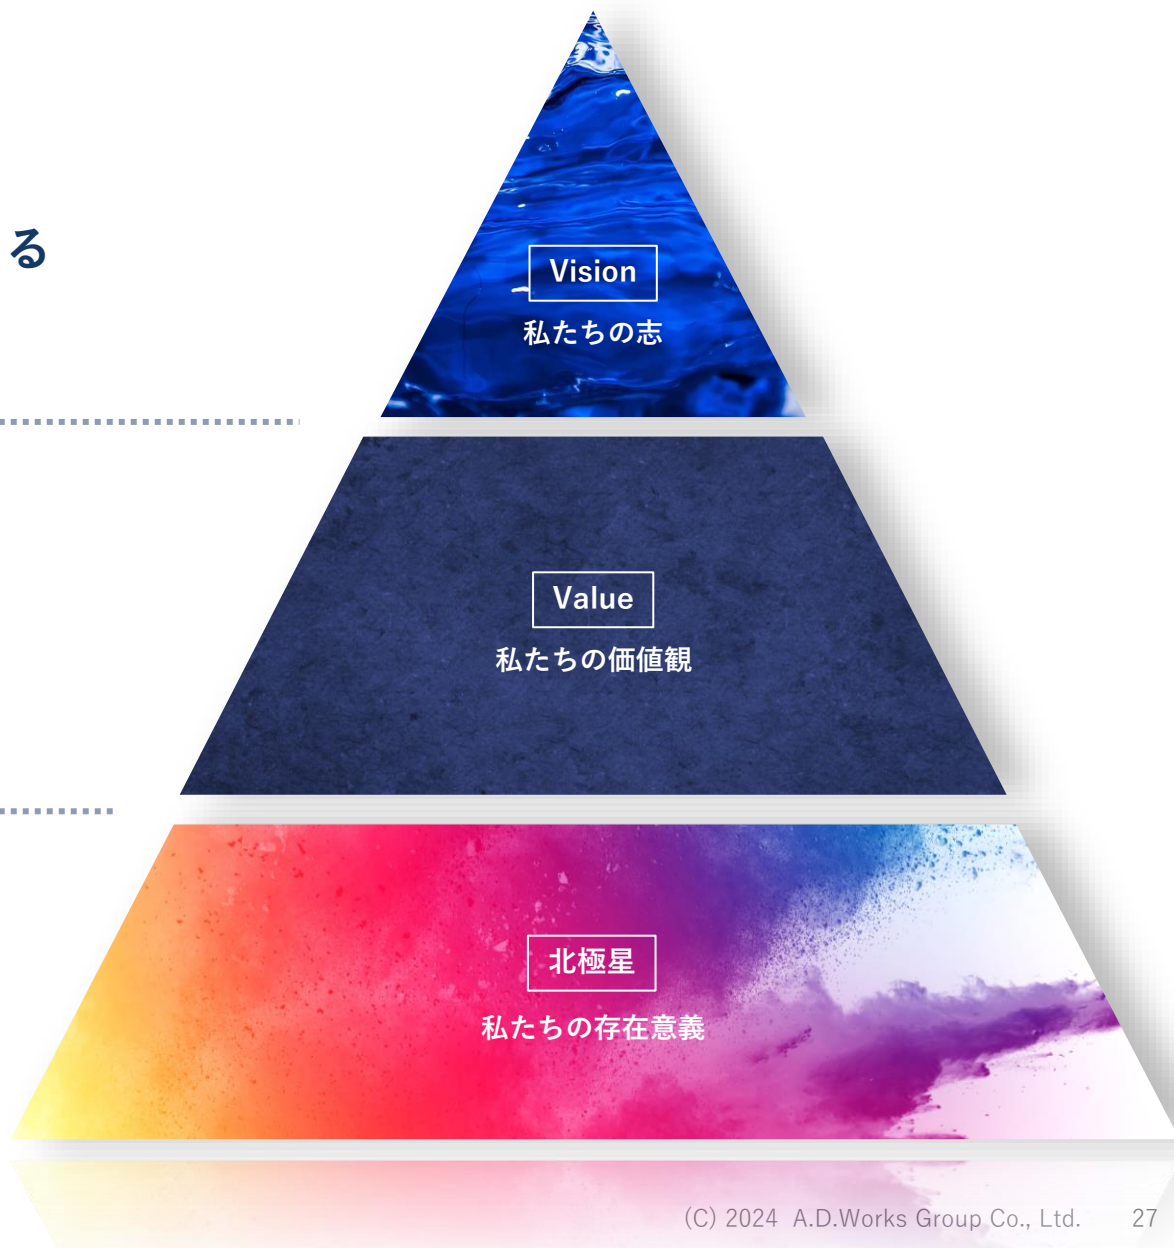 る
Vision
私たちの志
Value
私たちの価値観
北極星
私たちの存在意義
(C) 2024 A.D.Works Group Co., Ltd. 27